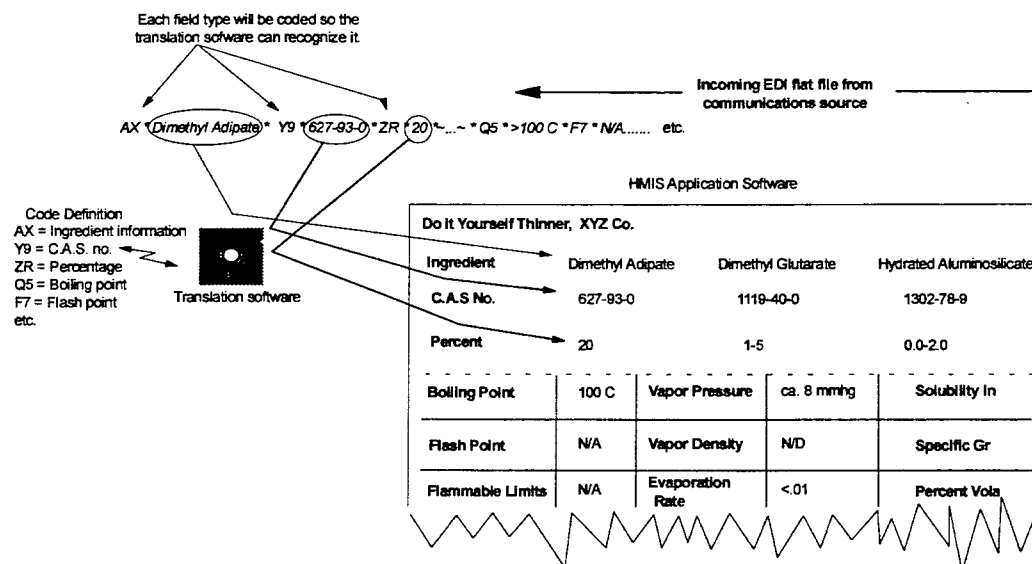 Each field type will be coded so the
translation sofware can recognize it.
Incoming EDI flat file from
communications source
AX * Dimethyl Adipate * Y9 * 627-93-0 * ZR * 20 *~...~ * Q5 * >100 C * F7 * N/A....... etc.
HMIS Application Software
Code Definition
AX = Ingredient information
Y9 = C.A.S. no.
ZR = Percentage
Q5 = Boiling point
F7 = Flash point
etc.
Translation software
Do It Yourself Thinner, XYZ Co.
Ingredient Dimethyl Adipate Dimethyl Glutarate Hydrated Aluminosilicate
C.A.S No. 627-93-0 1119-40-0 1302-78-9
Percent 20 1-5 0.0-2.0
Boiling Point 100 C Vapor Pressure ca. 8 mmhg Solubility In
Flash Point N/A Vapor Density N/D Specific Gr
Flammable Limits N/A Evaporation Rate <.01 Percent Vola